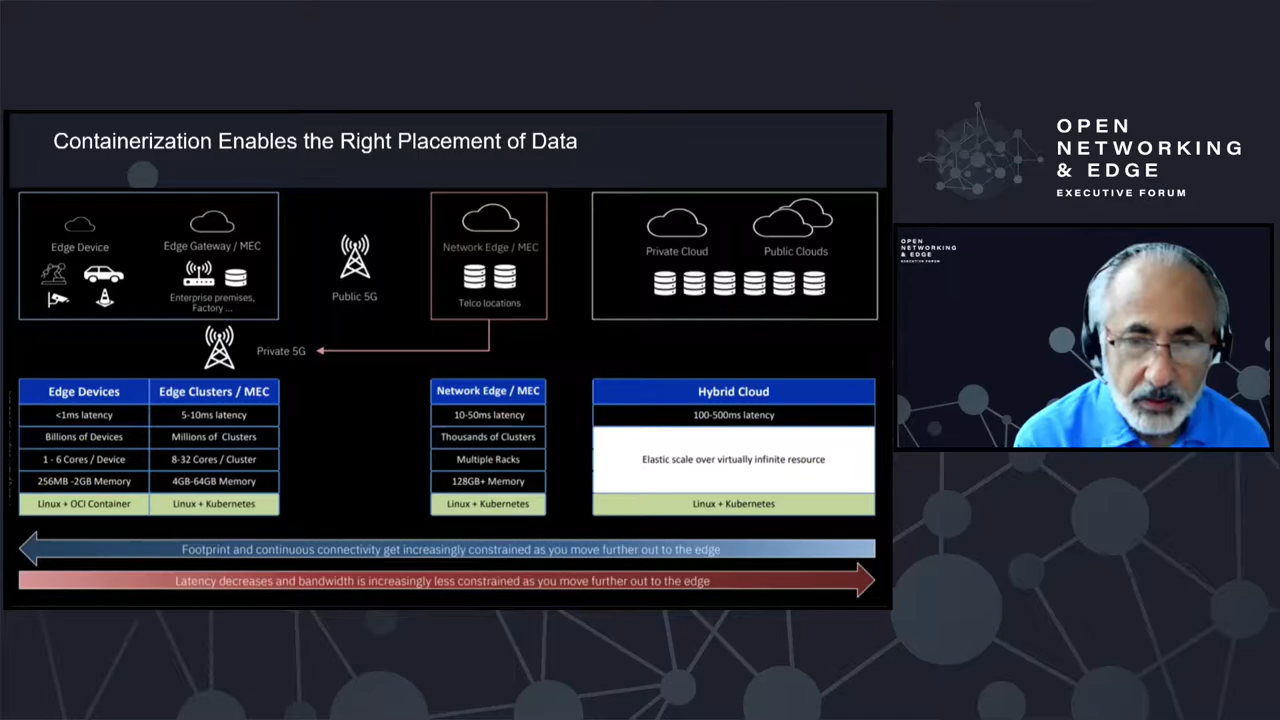 Containerization Enables the Right Placement of Data
Edge Device
Edge Gateway / MEC
Enterprise premises,
Factory ...
Public 5G
Network Edge / MEC
Telco locations
Private Cloud
Public Clouds
Private 5G
Edge Devices
Edge Clusters / MEC
Network Edge / MEC
Hybrid Cloud
<1ms latency
5-10ms latency
10-50ms latency
100-500ms latency
Billions of Devices
Millions of Clusters
Thousands of Clusters
1 - 6 Cores / Device
8-32 Cores / Cluster
Multiple Racks
Elastic scale over virtually infinite resource
256MB -2GB Memory
4GB-64GB Memory
128GB+ Memory
Linux + OCI Container
Linux + Kubernetes
Linux + Kubernetes
Linux + Kubernetes
Footprint and continuous connectivity get increasingly constrained as you move further out to the edge
Latency decreases and bandwidth is increasingly less constrained as you move further out to the edge
OPEN
NETWORKING
& EDGE
EXECUTIVE FORUM
OPEN
NETWORKING
& EDGE
EXECUTIVE FORUM